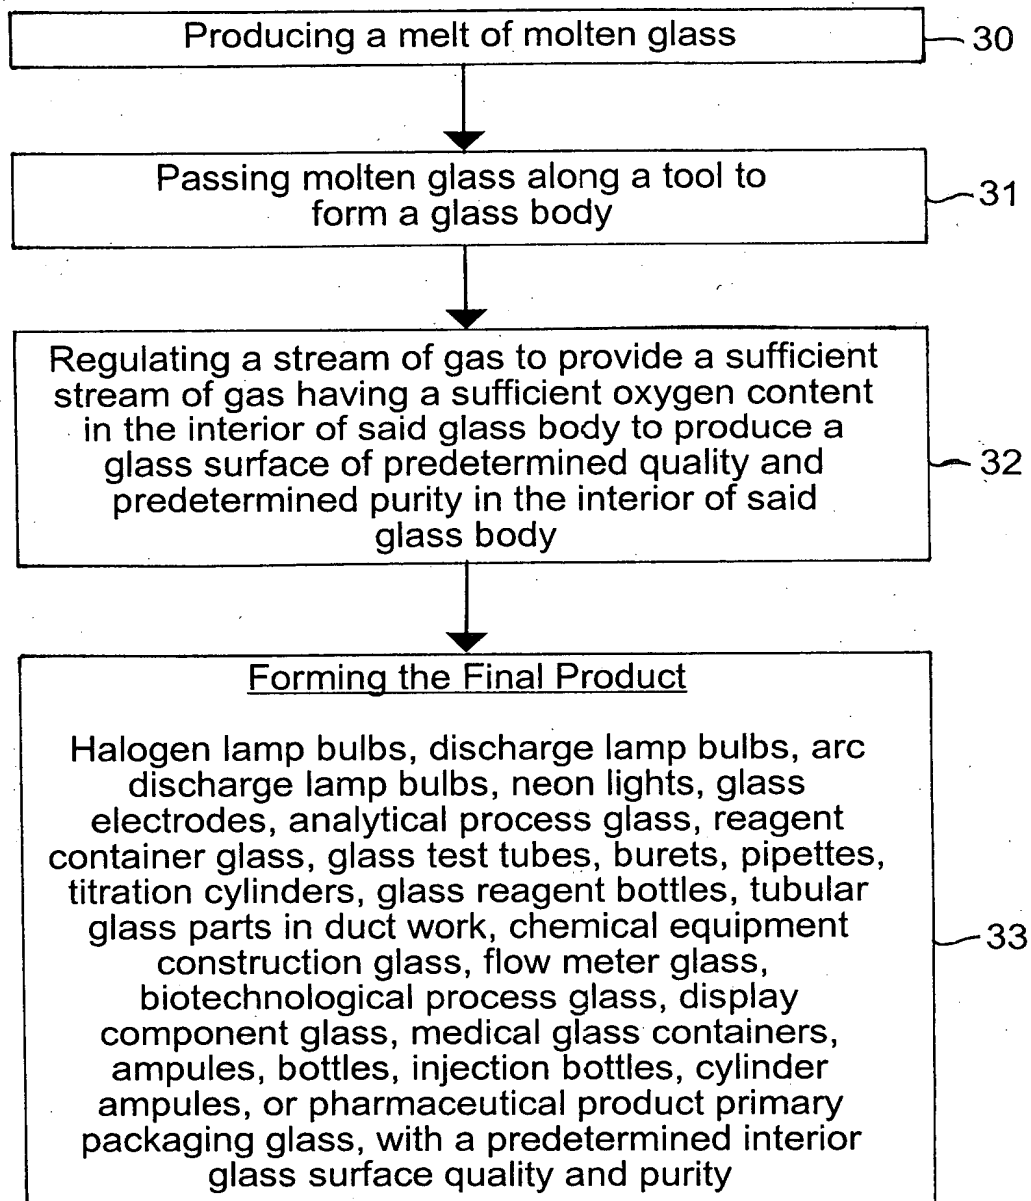 Producing a melt of molten glass
30
Passing molten glass along a tool to
form a glass body
31
Regulating a stream of gas to provide a sufficient
stream of gas having a sufficient oxygen content
in the interior of said glass body to produce a
glass surface of predetermined quality and
predetermined purity in the interior of said
glass body
32
Forming the Final Product
Halogen lamp bulbs, discharge lamp bulbs, arc
discharge lamp bulbs, neon lights, glass
electrodes, analytical process glass, reagent
container glass, glass test tubes, burets, pipettes,
titration cylinders, glass reagent bottles, tubular
glass parts in duct work, chemical equipment
construction glass, flow meter glass,
biotechnological process glass, display
component glass, medical glass containers,
ampules, bottles, injection bottles, cylinder
ampules, or pharmaceutical product primary
packaging glass, with a predetermined interior
glass surface quality and purity
33